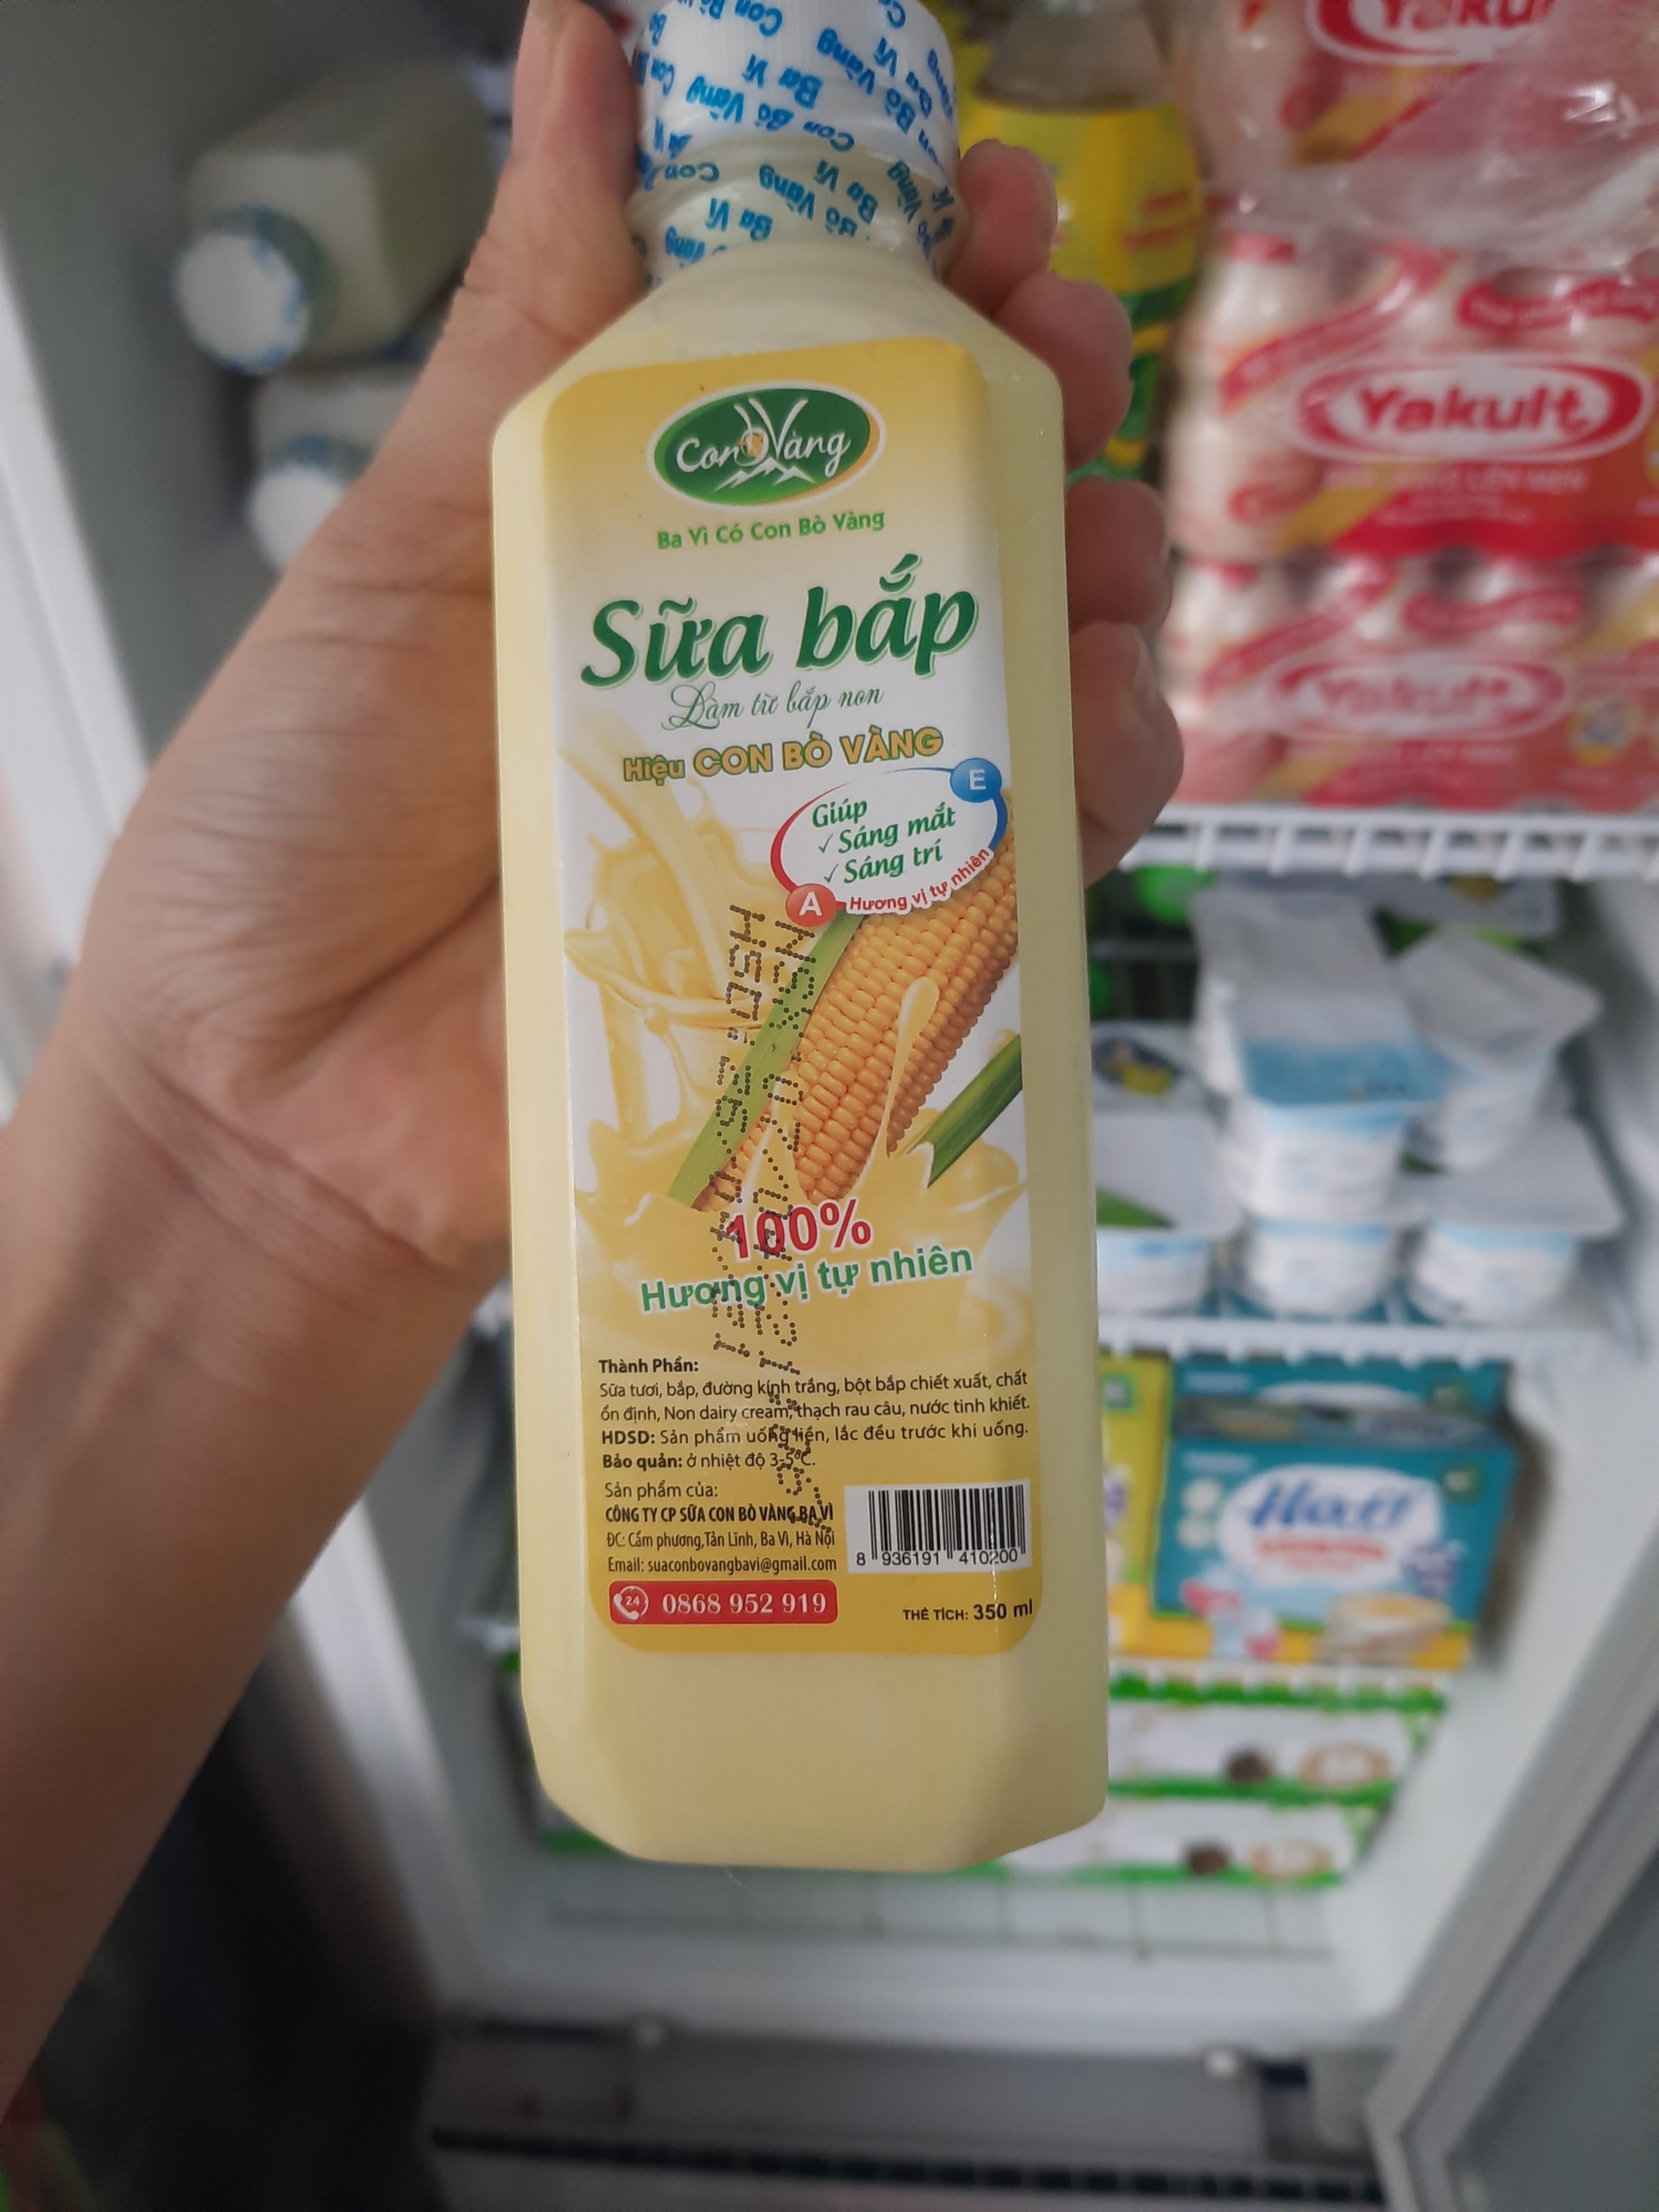 Con Bò Vàng
Ba Vì Có Con Bò Vàng
Sữa bắp
Làm từ bắp non
Hiệu CON BÒ VÀNG
E
Giúp
✓ Sáng mắt
✓ Sáng trí
A Hương vị tự nhiên
100%
Hương vị tự nhiên
Thành Phần:
Sữa tươi, bắp, đường kính trắng, bột bắp chiết xuất, chất
ổn định, Non dairy cream, thạch rau câu, nước tinh khiết.
HDSD: Sản phẩm uống liền, lắc đều trước khi uống.
Bảo quản: ở nhiệt độ 3-5°C.
Sản phẩm của:
CÔNG TY CP SỮA CON BÒ VÀNG BA VÌ
ĐC: Cẩm phương,Tản Lĩnh, Ba Vì, Hà Nội
Email: suaconbovangbavi@gmail.com
8 936191 410200
24 0868 952 919
THỂ TÍCH: 350 ml
Yakult
Yakult